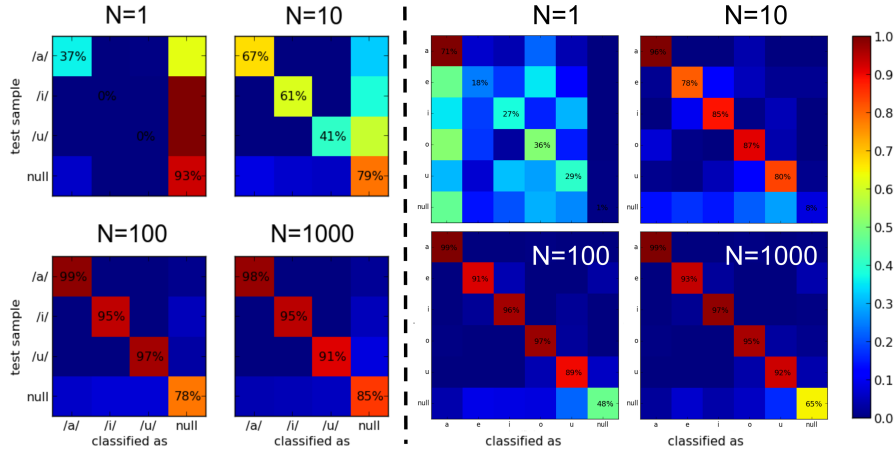 N=1
N=10
test sample
/a/
37%
67%
/i/
0%
61%
/u/
0%
41%
null
93%
79%
N=100
N=1000
test sample
/a/
99%
98%
/i/
95%
95%
/u/
97%
91%
null
78%
85%
/a/ /i/ /u/ null
/a/ /i/ /u/ null
classified as
classified as
N=1
N=10
a
71%
a
96%
e
18%
e
78%
i
27%
i
85%
o
36%
o
87%
u
29%
u
80%
null
null
N=100
N=1000
a
99%
a
99%
e
91%
e
93%
i
96%
i
97%
o
97%
o
95%
u
89%
u
92%
null
48%
null
65%
a e i o u null
a e i o u null
classified as
classified as
1.0
0.9
0.8
0.7
0.6
0.5
0.4
0.3
0.2
0.1
0.0